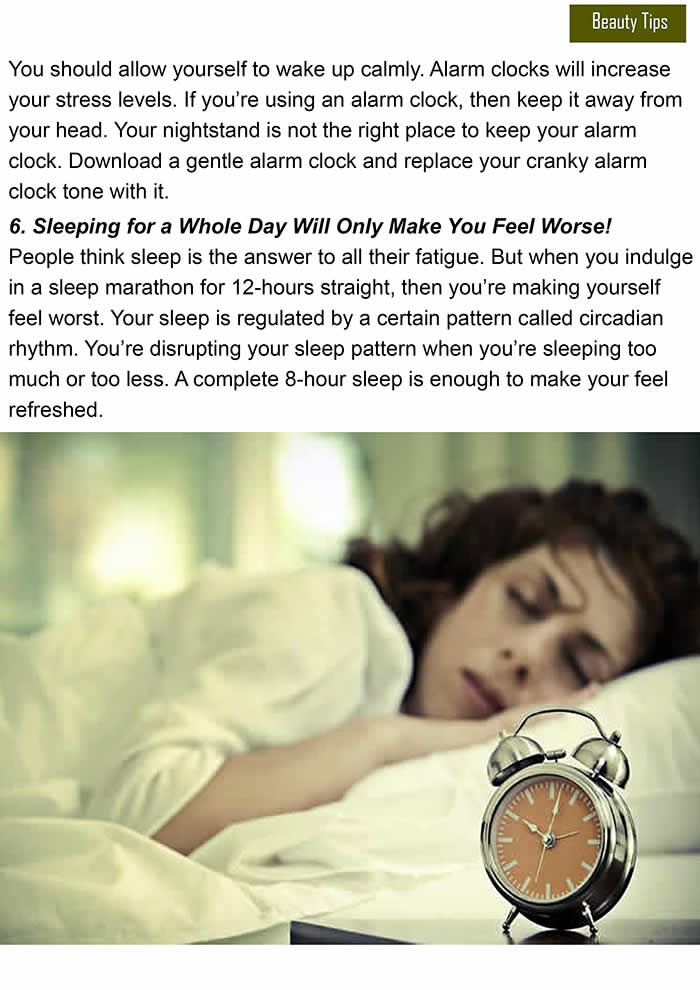 Beauty Tips
You should allow yourself to wake up calmly. Alarm clocks will increase
your stress levels. If you’re using an alarm clock, then keep it away from
your head. Your nightstand is not the right place to keep your alarm
clock. Download a gentle alarm clock and replace your cranky alarm
clock tone with it.
6. Sleeping for a Whole Day Will Only Make You Feel Worse!
People think sleep is the answer to all their fatigue. But when you indulge
in a sleep marathon for 12-hours straight, then you’re making yourself
feel worst. Your sleep is regulated by a certain pattern called circadian
rhythm. You’re disrupting your sleep pattern when you’re sleeping too
much or too less. A complete 8-hour sleep is enough to make your feel
refreshed.